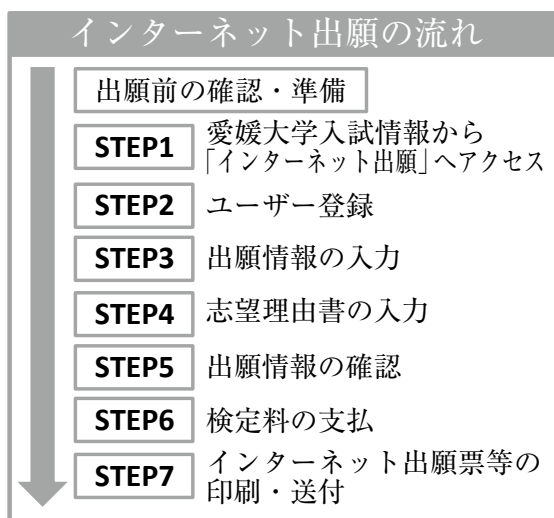 インターネット出願の流れ
出願前の確認・準備
STEP1 愛媛大学入試情報から
「インターネット出願」へアクセス
STEP2 ユーザー登録
STEP3 出願情報の入力
STEP4 志望理由書の入力
STEP5 出願情報の確認
STEP6 検定料の支払
STEP7 インターネット出願票等の
印刷・送付